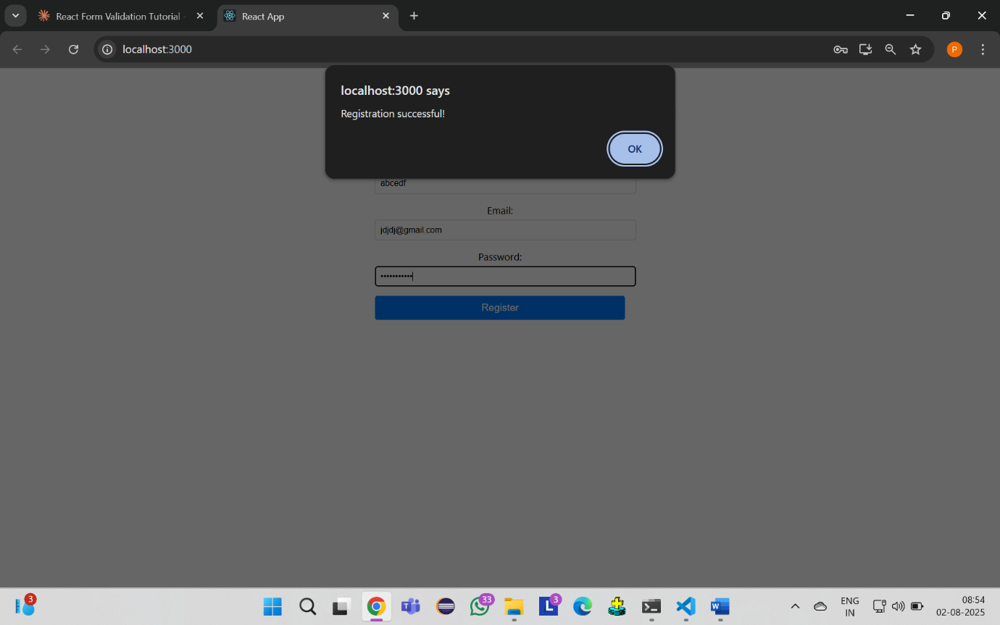 React Form Validation Tutorial -
React App
localhost:3000
P
localhost:3000 says
Registration successful!
OK
abcedf
Email:
jdjdj@gmail.com
Password:
Register
3
33
3
ENG
IN
08:54
02-08-2025